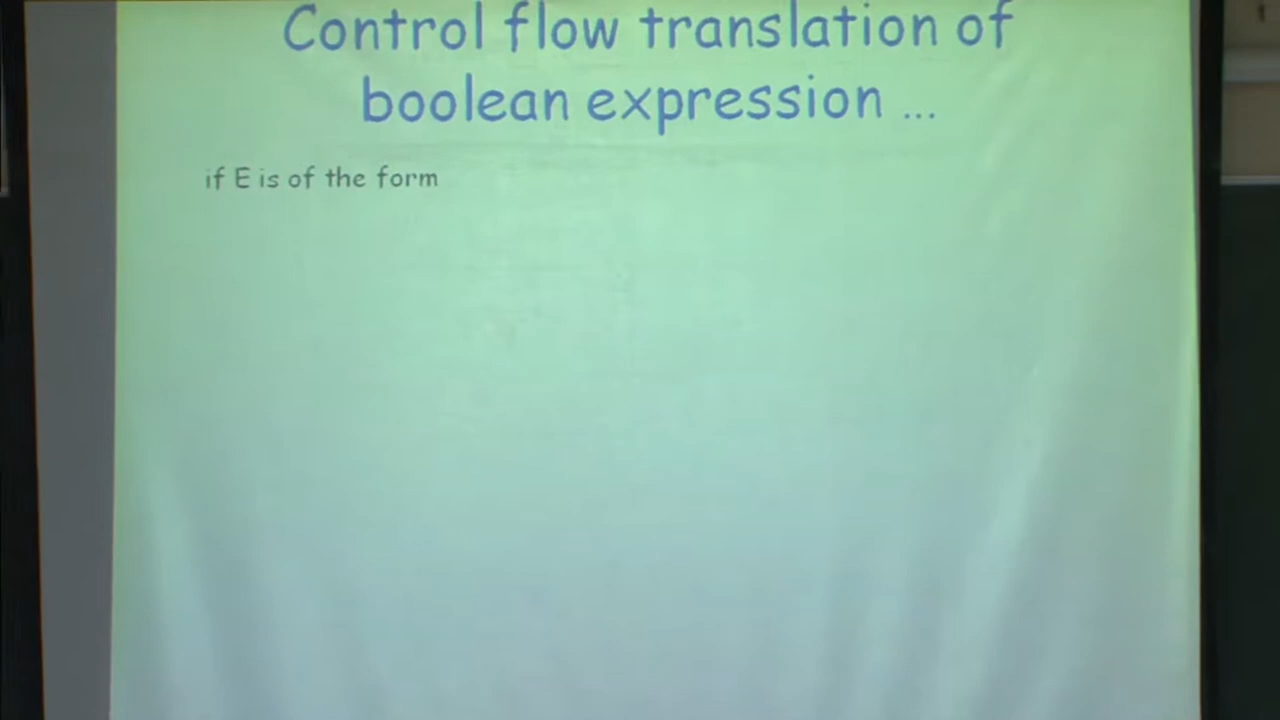 Control flow translation of
boolean expression ...
if E is of the form